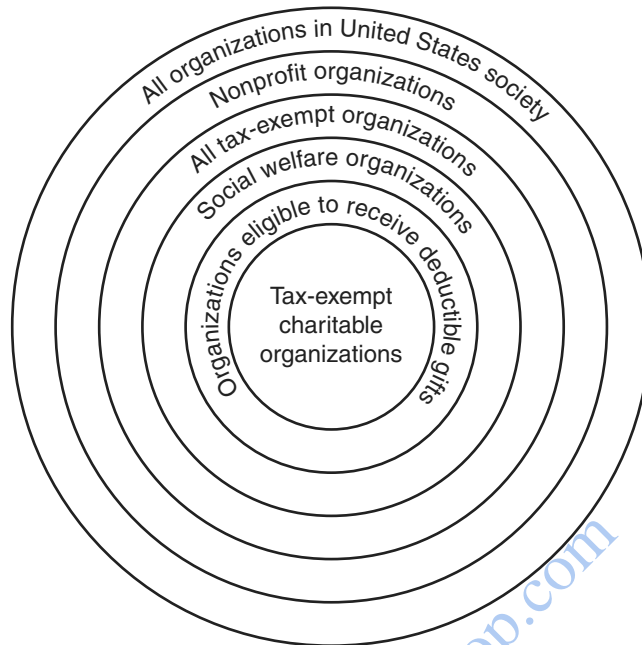 All organizations in United States society
Nonprofit organizations
All tax-exempt organizations
Social welfare organizations
Organizations eligible to receive deductible gifts
Tax-exempt
charitable
organizations